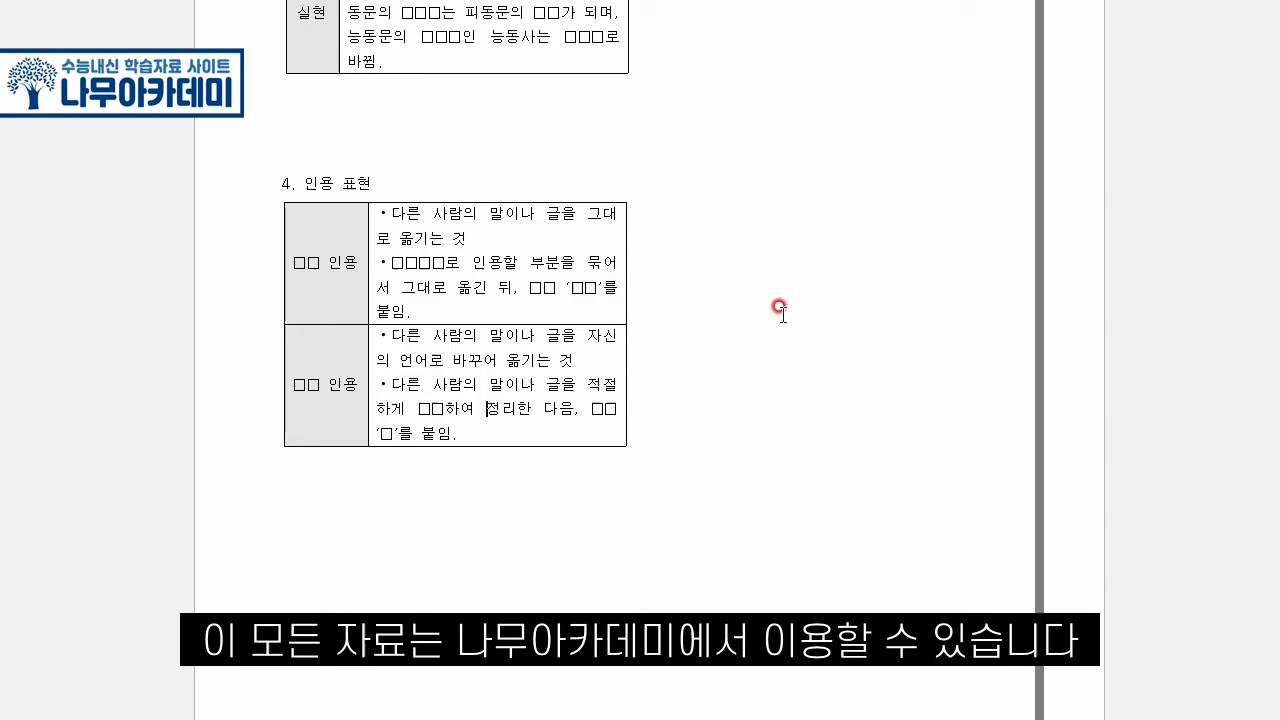 실현
동문의 □□□는 피동문의 □□가 되며,
능동문의 □□□인 능동사는 □□□로
바뀜.
수능내신 학습자료 사이트
나무아카데미
4. 인용 표현
□□ 인용
•다른 사람의 말이나 글을 그대
로 옮기는 것
•□□□□로 인용할 부분을 묶어
서 그대로 옮긴 뒤, □□ ‘□□’를
붙임.
□□ 인용
•다른 사람의 말이나 글을 자신
의 언어로 바꾸어 옮기는 것
•다른 사람의 말이나 글을 적절
하게 □□하여 정리한 다음, □□
‘□’를 붙임.
이 모든 자료는 나무아카데미에서 이용할 수 있습니다